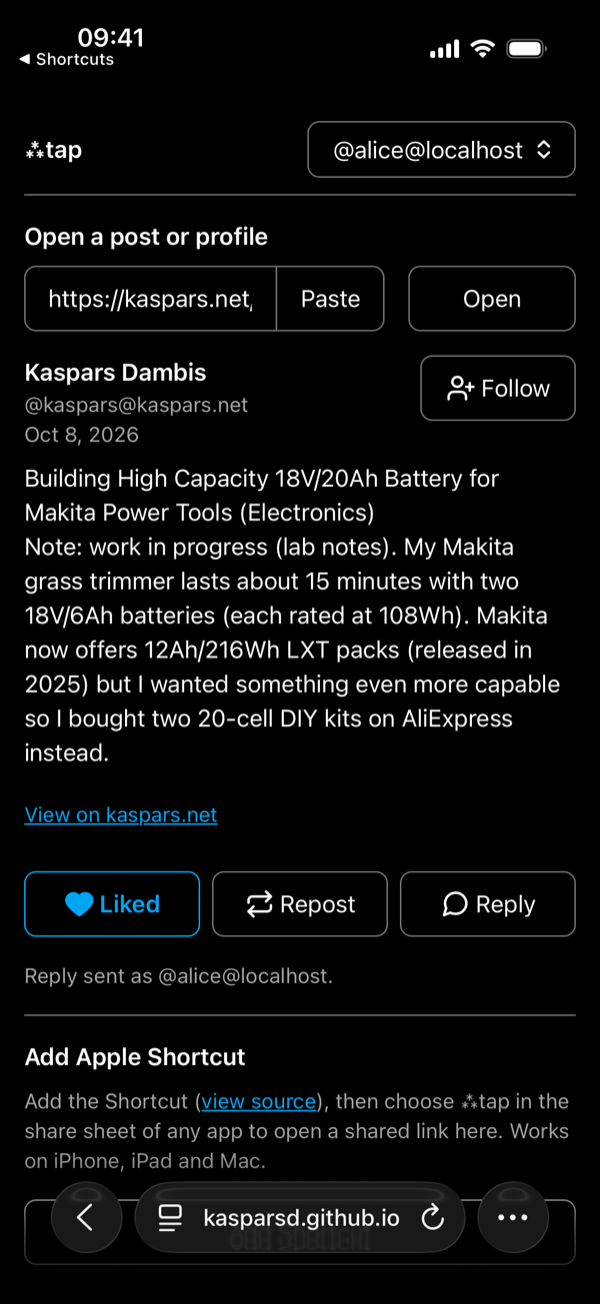 09:41
◀ Shortcuts
⁂tap
@alice@localhost
Open a post or profile
https://kaspars.net,
Paste
Open
Kaspars Dambis
@kaspars@kaspars.net
Oct 8, 2026
Follow
Building High Capacity 18V/20Ah Battery for
Makita Power Tools (Electronics)
Note: work in progress (lab notes). My Makita
grass trimmer lasts about 15 minutes with two
18V/6Ah batteries (each rated at 108Wh). Makita
now offers 12Ah/216Wh LXT packs (released in
2025) but I wanted something even more capable
so I bought two 20-cell DIY kits on AliExpress
instead.
View on kaspars.net
Liked
Repost
Reply
Reply sent as @alice@localhost.
Add Apple Shortcut
Add the Shortcut (view source), then choose ⁂tap in the
share sheet of any app to open a shared link here. Works
on iPhone, iPad and Mac.
kasparsd.github.io